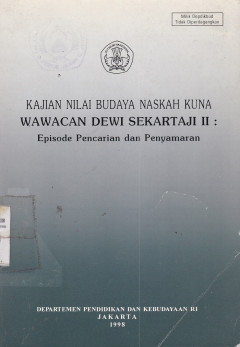 Milik Depdikbud
Tidak Diperdagangkan
KAJIAN NILAI BUDAYA NASKAH KUNA
WAWACAN DEWI SEKARTAJI II :
Episode Pencarian dan Penyamaran
DEPARTEMEN PENDIDIKAN DAN KEBUDAYAAN RI
JAKARTA
1998